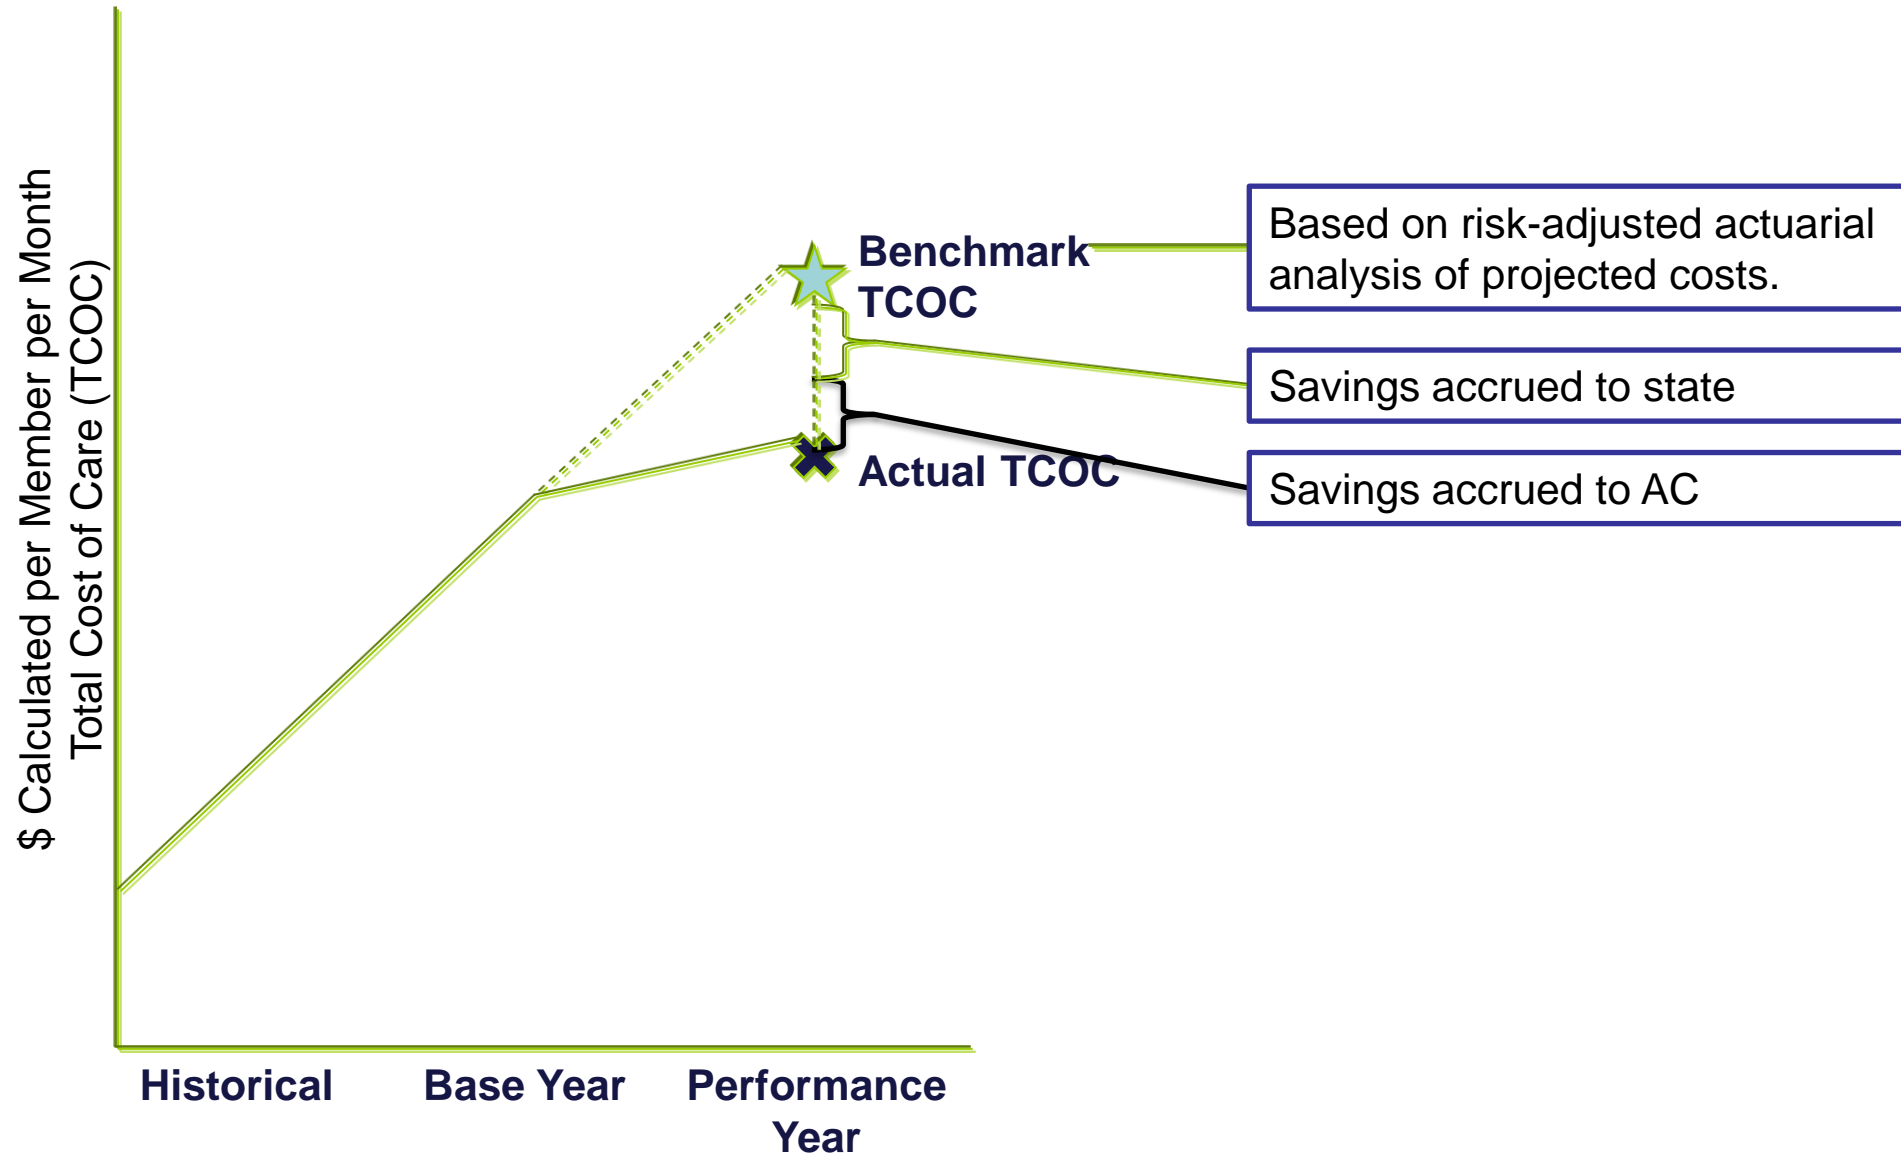 $ Calculated per Member per Month
Total Cost of Care (TCOC)
Benchmark
TCOC
Based on risk-adjusted actuarial
analysis of projected costs.
Savings accrued to state
Actual TCOC
Savings accrued to AC
Historical
Base Year
Performance
Year